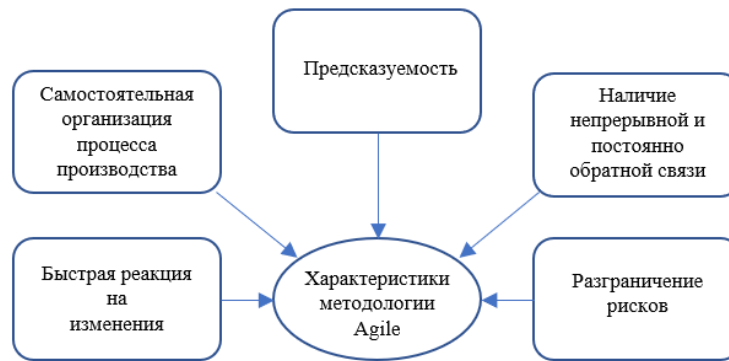 Предсказуемость
Самостоятельная
организация
процесса
производства
Наличие
непрерывной и
постоянно
обратной связи
Быстрая реакция
на
изменения
Характеристики
методологии
Agile
Разграничение
рисков